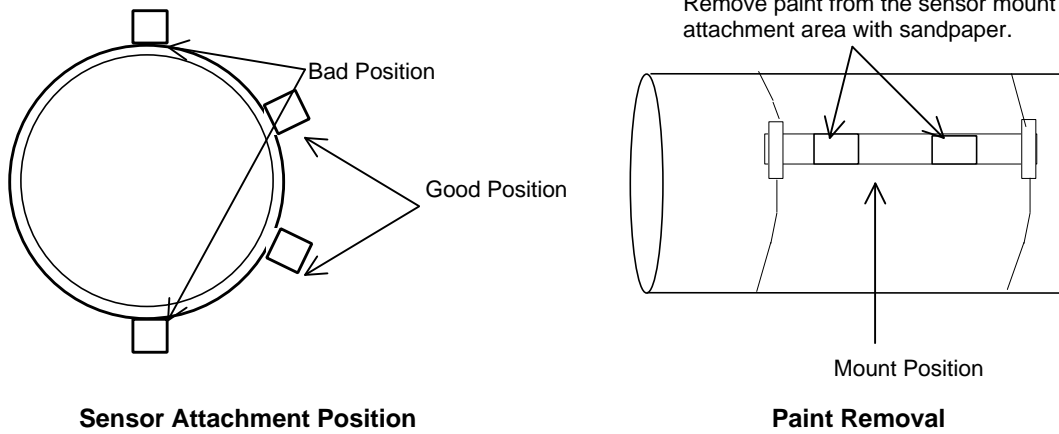 Remove paint from the sensor mount
attachment area with sandpaper.
Bad Position
Good Position
Mount Position
Sensor Attachment Position
Paint Removal